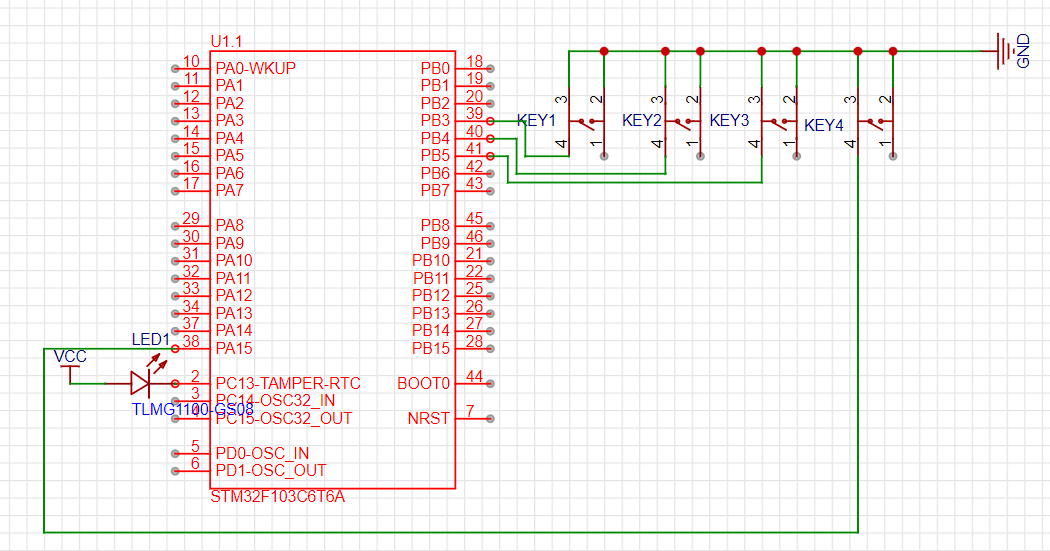 U1.1
10 PA0-WKUP PB0 18
11 PA1 PB1 19
12 PA2 PB2 20
13 PA3 PB3 39
14 PA4 PB4 40
15 PA5 PB5 41
16 PA6 PB6 42
17 PA7 PB7 43
29 PA8 PB8 45
30 PA9 PB9 46
31 PA10 PB10 21
32 PA11 PB11 22
33 PA12 PB12 25
34 PA13 PB13 26
37 PA14 PB14 27
38 PA15 PB15 28
2 PC13-TAMPER-RTC BOOT0 44
3 PC14-OSC32_IN
4 PC15-OSC32_OUT NRST 7
5 PD0-OSC_IN
6 PD1-OSC_OUT
STM32F103C6T6A
LED1
VCC
TLMG1100-GS08
3 2 3 2 3 2 3 2
KEY1 KEY2 KEY3 KEY4
4 1 4 1 4 1 4 1
GND